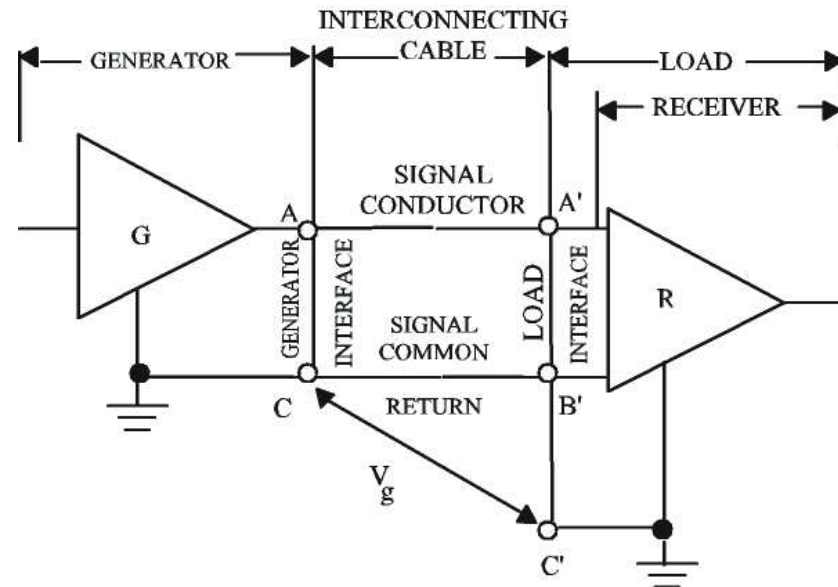 INTERCONNECTING
CABLE
GENERATOR
LOAD
RECEIVER
SIGNAL
CONDUCTOR
A
A'
G
GENERATOR
INTERFACE
LOAD
INTERFACE
R
SIGNAL
COMMON
C
RETURN
B'
Vg
C'